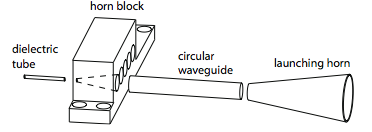 horn block
dielectric
tube
circular
waveguide
launching horn